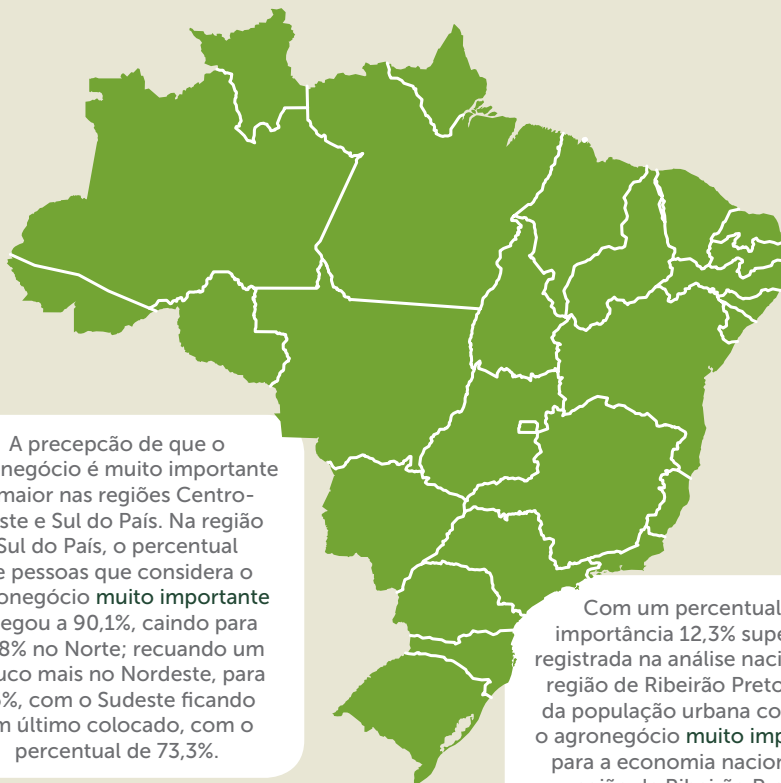 A precepção de que o
negócio é muito importante
maior nas regiões Centro-
ste e Sul do País. Na região
Sul do País, o percentual
e pessoas que considera o
onegócio muito importante
egou a 90,1%, caindo para
8% no Norte; recuando um
uco mais no Nordeste, para
%, com o Sudeste ficando
m último colocado, com o
percentual de 73,3%.
Com um percentual
importância 12,3% supe
registrada na análise naci
região de Ribeirão Preto
da população urbana co
o agronegócio muito imp
para a economia nacion